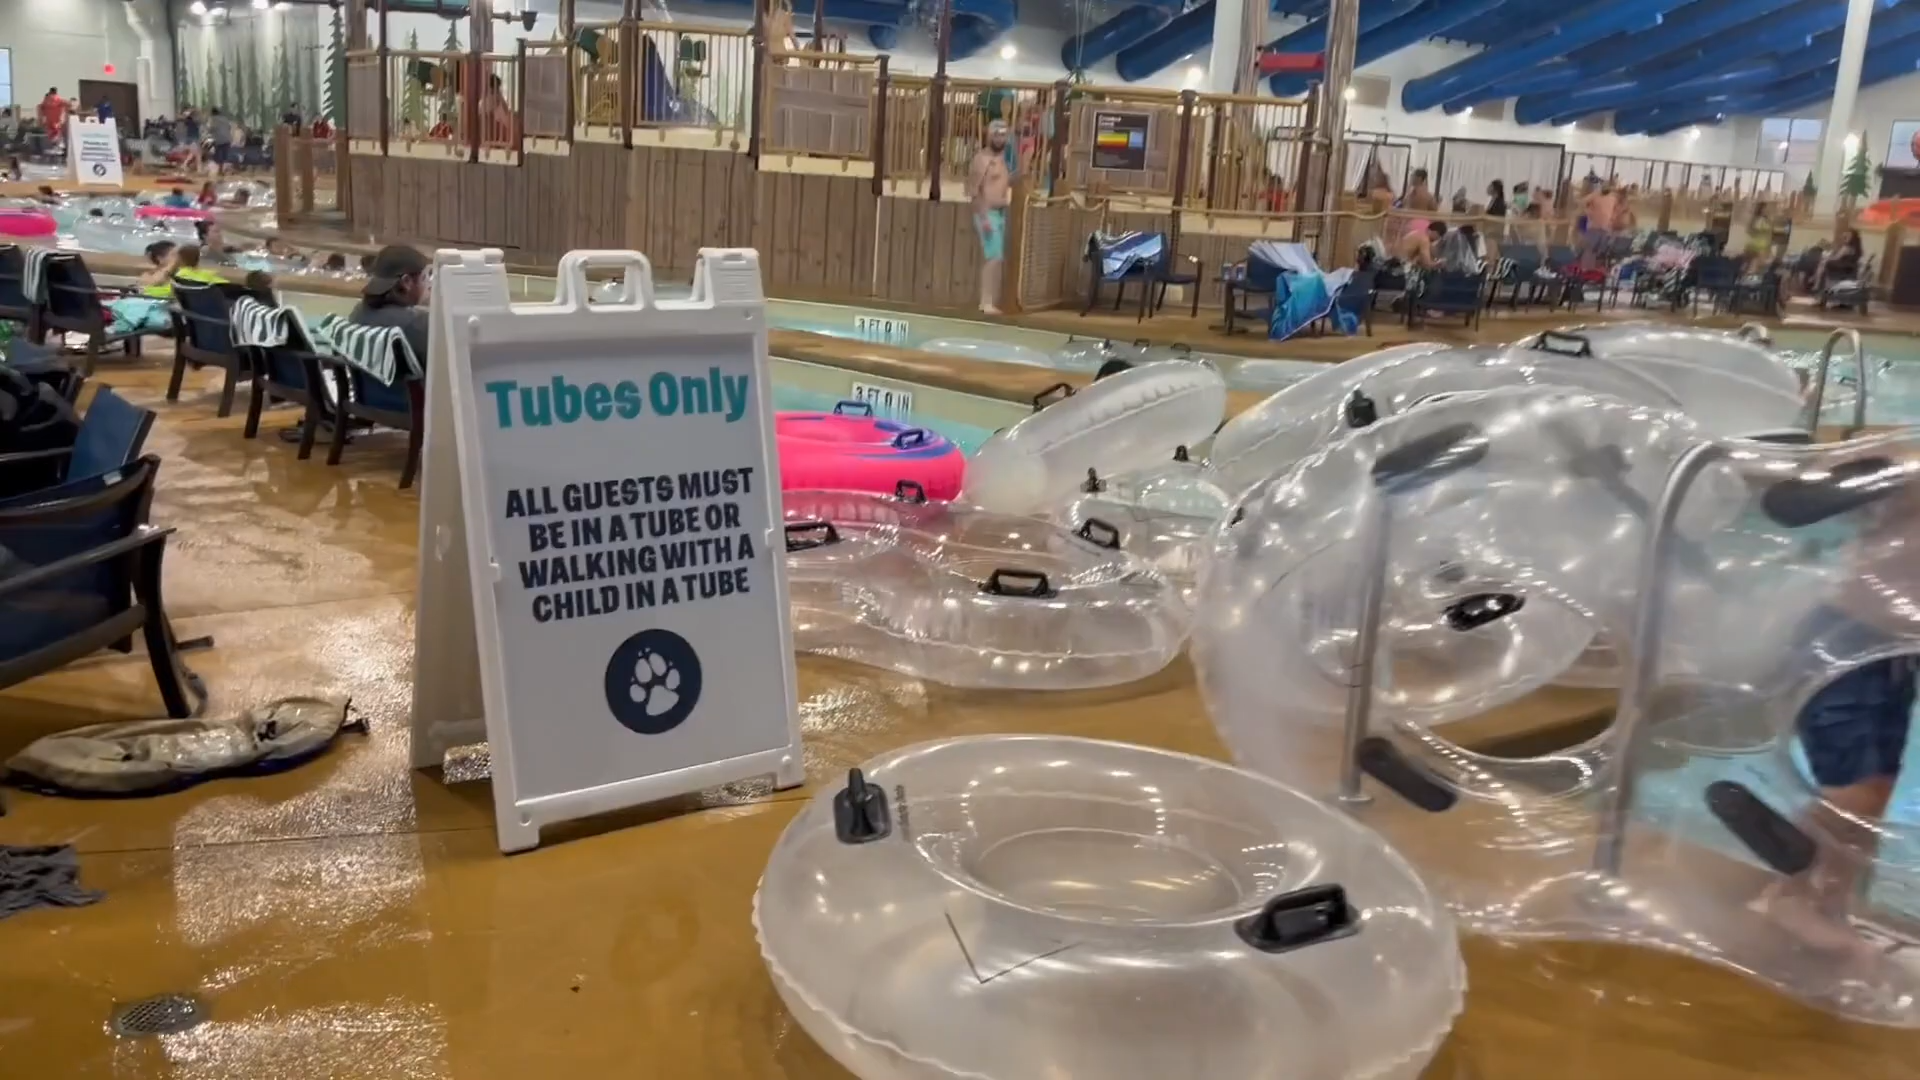 Tubes Only
ALL GUESTS MUST
BE IN A TUBE OR
WALKING WITH A
CHILD IN A TUBE
3 FT 0 IN
3 FT 0 IN